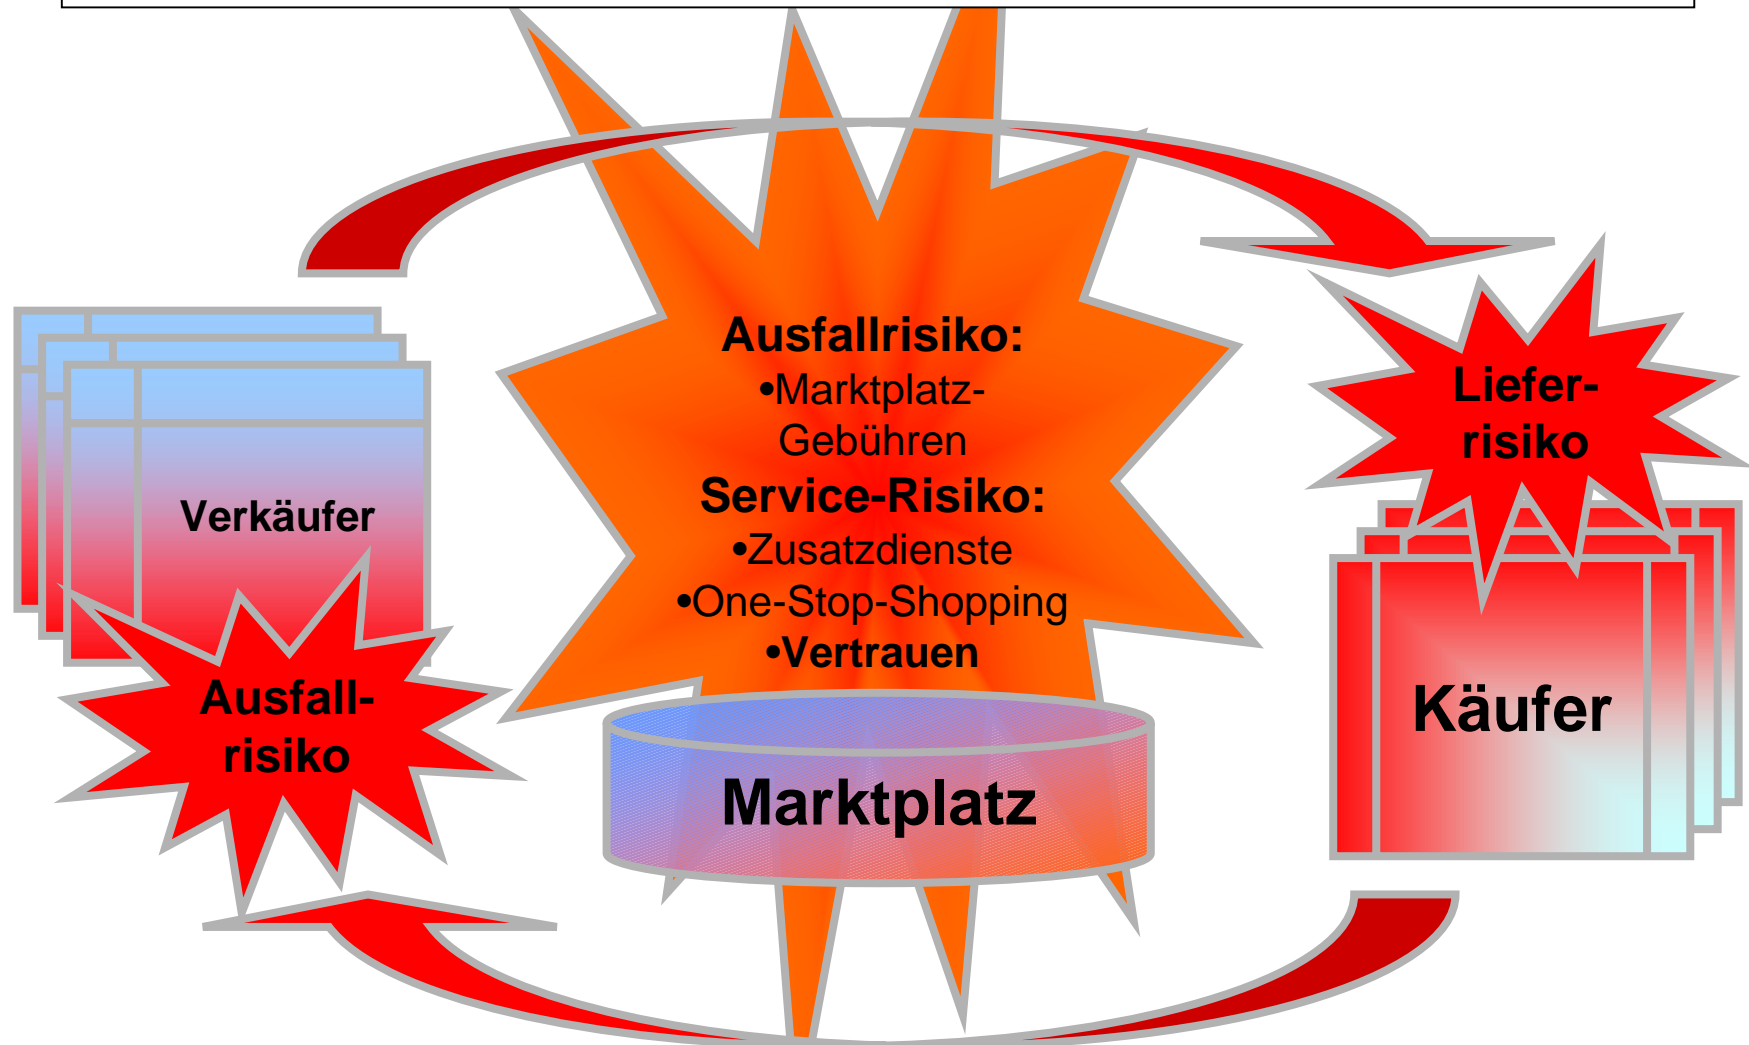 Ausfallrisiko:
•Marktplatz-
Gebühren
Service-Risiko:
•Zusatzdienste
•One-Stop-Shopping
•Vertrauen
Liefer-
risiko
Verkäufer
Ausfall-
risiko
Käufer
Marktplatz